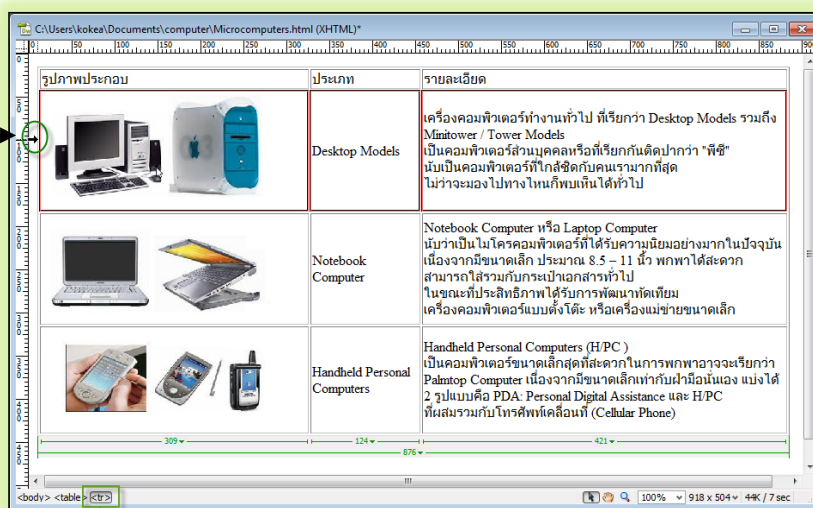 C:\Users\kokea\Documents\computer\Microcomputers.html (XHTML)*
0 50 100 150 200 250 300 350 400 450 500 550 600 650 700 750 800 850 900
รูปภาพประกอบ ประเภท รายละเอียด
Desktop Models
เครื่องคอมพิวเตอร์ทำงานทั่วไป ที่เรียกว่า Desktop Models รวมถึง
Minitower / Tower Models
เป็นคอมพิวเตอร์ส่วนบุคคลหรือที่เรียกกันติดปากว่า "พีซี"
นับเป็นคอมพิวเตอร์ที่ใกล้ชิดกับคนเรามากที่สุด
ไม่ว่าจะมองไปทางไหนก็พบเห็นได้ทั่วไป
Notebook
Computer
Notebook Computer หรือ Laptop Computer
นับว่าเป็นไมโครคอมพิวเตอร์ที่ได้รับความนิยมอย่างมากในปัจจุบัน
เนื่องจากมีขนาดเล็ก ประมาณ 8.5 – 11 นิ้ว พกพาได้สะดวก
สามารถใส่รวมกับกระเป๋าเอกสารทั่วไป
ในขณะที่ประสิทธิภาพได้รับการพัฒนาทัดเทียม
เครื่องคอมพิวเตอร์แบบตั้งโต๊ะ หรือเครื่องแม่ข่ายขนาดเล็ก
Handheld Personal
Computers
Handheld Personal Computers (H/PC )
เป็นคอมพิวเตอร์ขนาดเล็กสุดที่สะดวกในการพกพาอาจจะเรียกว่า
Palmtop Computer เนื่องจากมีขนาดเล็กเท่ากับฝ่ามือนั่นเอง แบ่งได้
2 รูปแบบคือ PDA: Personal Digital Assistance และ H/PC
ที่ผสมรวมกับโทรศัพท์เคลื่อนที่ (Cellular Phone)
309 124 421
876
<body> <table> <tr> 100% 918 x 504 44K / 7 sec